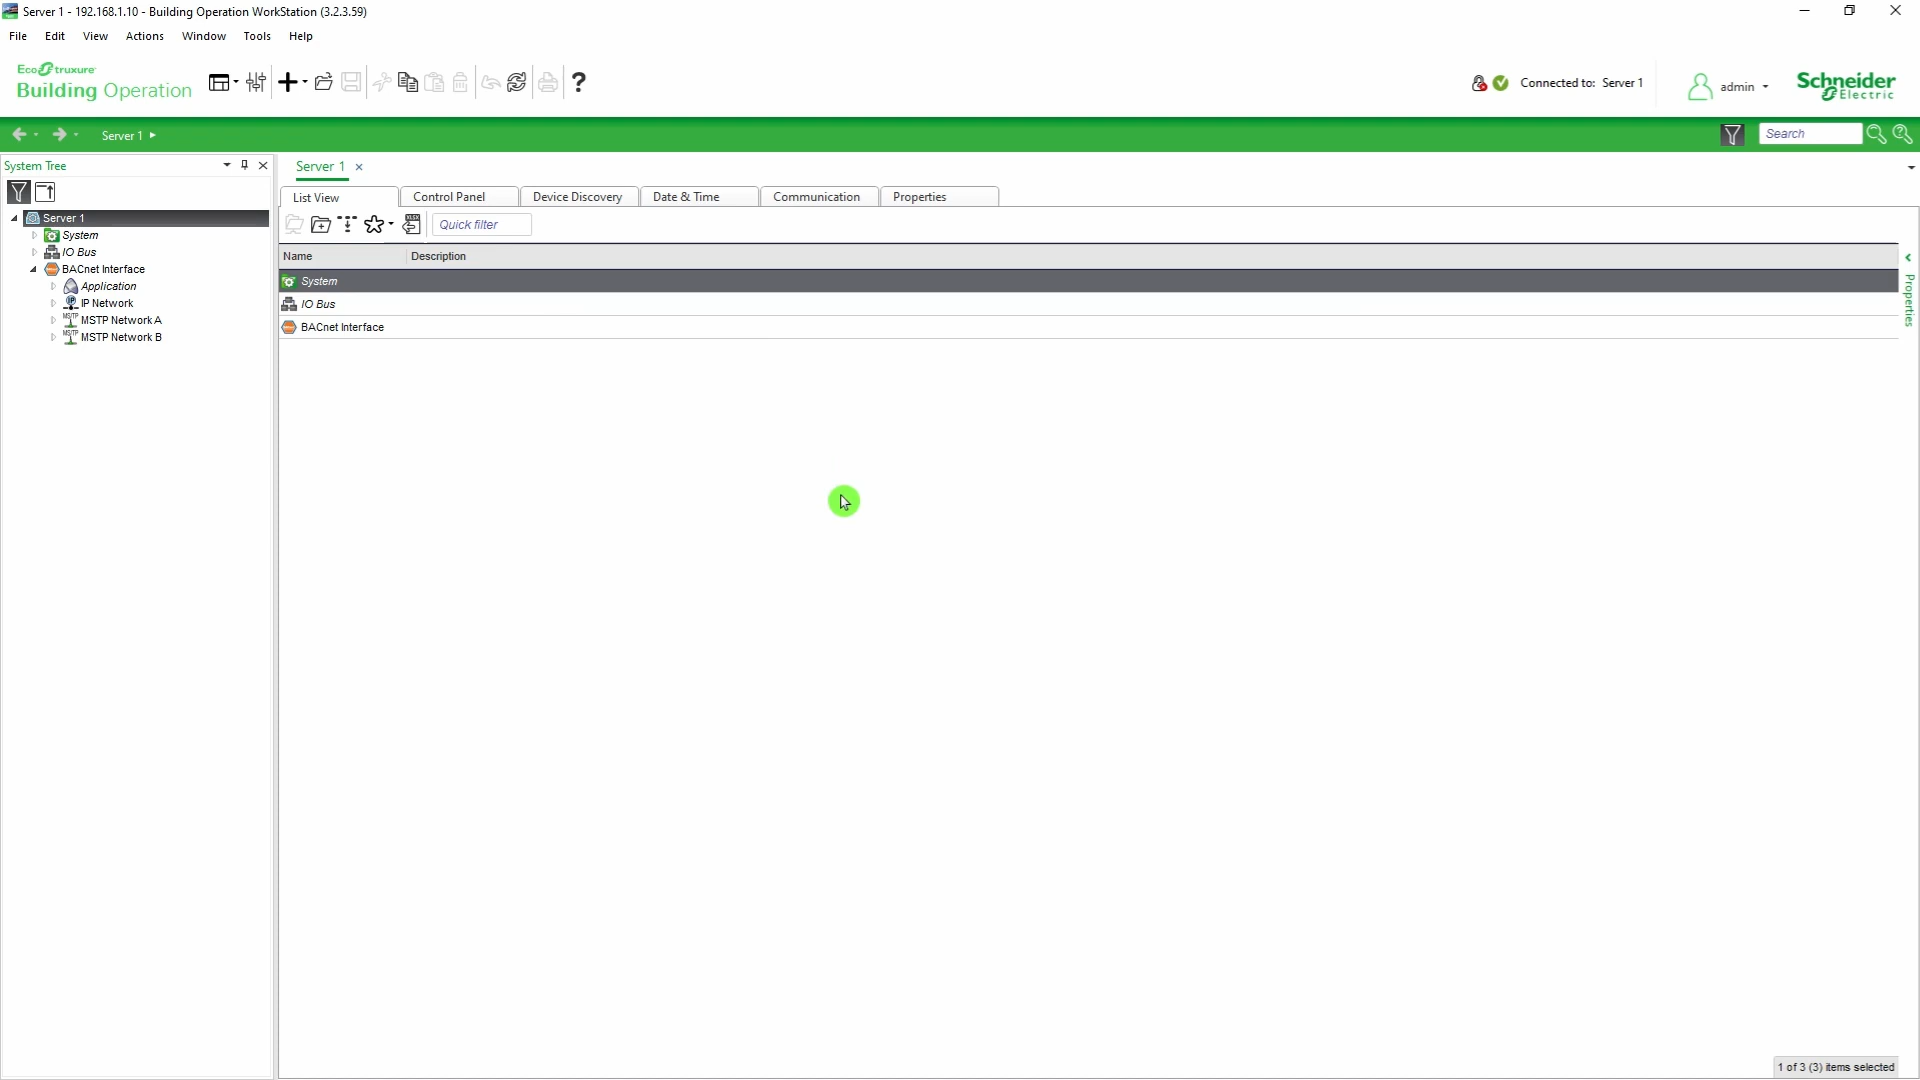 Server 1 - 192.168.1.10 - Building Operation WorkStation (3.2.3.59)
File Edit View Actions Window Tools Help
EcoStruxure
Building Operation
Connected to: Server 1
admin
Schneider
Electric
Server 1
Search
System Tree
Server 1
System
IO Bus
BACnet Interface
Application
IP Network
MSTP Network A
MSTP Network B
Server 1
List View Control Panel Device Discovery Date & Time Communication Properties
XLSX
Quick filter
Name Description
System
IO Bus
BACnet Interface
Properties
1 of 3 (3) items selected